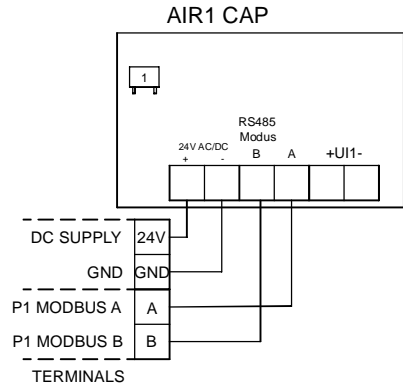 AIR1 CAP
1
RS485
Modus
24V AC/DC
+ - B A +UI1-
DC SUPPLY 24V
GND GND
P1 MODBUS A A
P1 MODBUS B B
TERMINALS